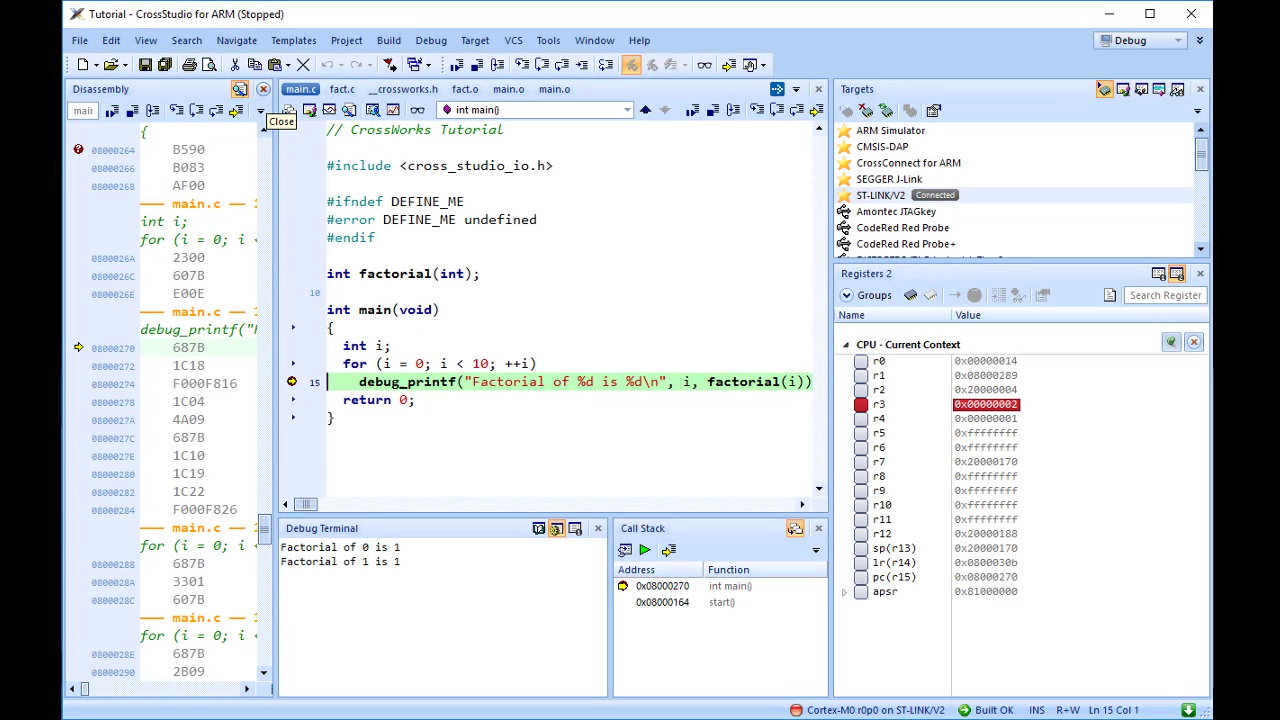 Tutorial - CrossStudio for ARM (Stopped)
File Edit View Search Navigate Templates Project Build Debug Target VCS Tools Window Help
Debug
Disassembly
{
08000264 B590
08000266 B083
08000268 AF00
main.c — 1
int i;
for (i = 0; i <
0800026A 2300
0800026C 607B
0800026E E00E
main.c — 1
debug_printf("F
08000270 687B
08000272 1C18
08000274 F000F816
08000278 1C04
0800027A 4A09
0800027C 687B
0800027E 1C10
08000280 1C19
08000282 1C22
08000284 F000F826
main.c — 1
for (i = 0; i <
08000288 687B
0800028A 3301
0800028C 607B
main.c — 1
for (i = 0; i <
0800028E 687B
08000290 2B09
Close
main.c fact.c __crossworks.h fact.o main.o main.o
int main()
// CrossWorks Tutorial
#include <cross_studio_io.h>
#ifndef DEFINE_ME
#error DEFINE_ME undefined
#endif
int factorial(int);
10
int main(void)
{
int i;
for (i = 0; i < 10; ++i)
15 debug_printf("Factorial of %d is %d\n", i, factorial(i))
return 0;
}
Debug Terminal
Factorial of 0 is 1
Factorial of 1 is 1
Call Stack
Address Function
0x08000270 int main()
0x08000164 start()
Targets
ARM Simulator
CMSIS-DAP
CrossConnect for ARM
SEGGER J-Link
ST-LINK/V2 Connected
Amontec JTAGkey
CodeRed Red Probe
CodeRed Red Probe+
Registers 2
Groups Search Register
Name Value
CPU - Current Context
r0 0x00000014
r1 0x08000289
r2 0x20000004
r3 0x00000002
r4 0x00000001
r5 0xffffffff
r6 0xffffffff
r7 0x20000170
r8 0xffffffff
r9 0xffffffff
r10 0xffffffff
r11 0xffffffff
r12 0x20000188
sp(r13) 0x20000170
lr(r14) 0x0800030b
pc(r15) 0x08000270
apsr 0x81000000
Cortex-M0 r0p0 on ST-LINK/V2 Built OK INS R+W Ln 15 Col 1